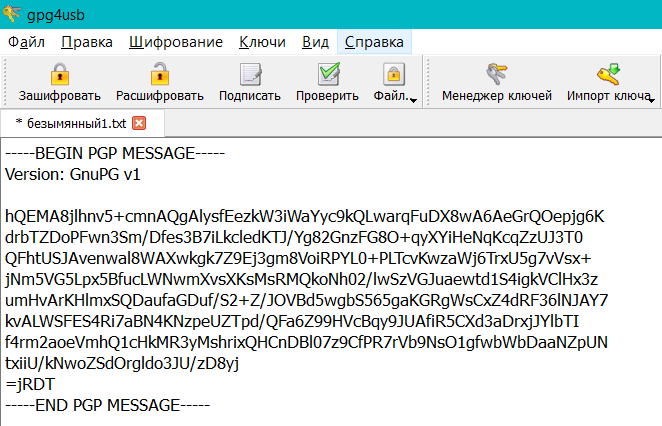 gpg4usb
Файл Правка Шифрование Ключи Вид Справка
Зашифровать Расшифровать Подписать Проверить Файл. Менеджер ключей Импорт ключа
* безымянный1.txt
-----BEGIN PGP MESSAGE-----
Version: GnuPG v1
hQEMA8jlhnv5+cmnAQgAlysfEezkW3iWaYyc9kQLwarqFuDX8wA6AeGrQOepjg6K
drbTZDoPFwn3Sm/Dfes3B7iLkcledKTJ/Yg82GnzFG8O+qyXYiHeNqKcqZzUJ3T0
QFhtUSJAvenwal8WAXwkgk7Z9Ej3gm8VoiRPYL0+PLTcvKwzaWj6TrxU5g7vVsx+
jNm5VG5Lpx5BfucLWNwmXvsXKsMsRMQkoNh02/lwSzVGJuaewtd1S4igkVClHx3z
umHvArKHlmxSQDaufaGDuf/S2+Z/JOVBd5wgbS565gaKGRgWsCxZ4dRF36lNJAY7
kvALWSFES4Ri7aBN4KNzpeUZTpd/QFa6Z99HVcBqy9JUAfiR5CXd3aDrxjJYlbTI
f4rm2aoeVmhQ1cHkMR3yMshrixQHCnDBl07z9CfPR7rVb9NsO1gfwbWbDaaNZpUN
txiiU/kNwoZSdOrgldo3JU/zD8yj
=jRDT
-----END PGP MESSAGE-----